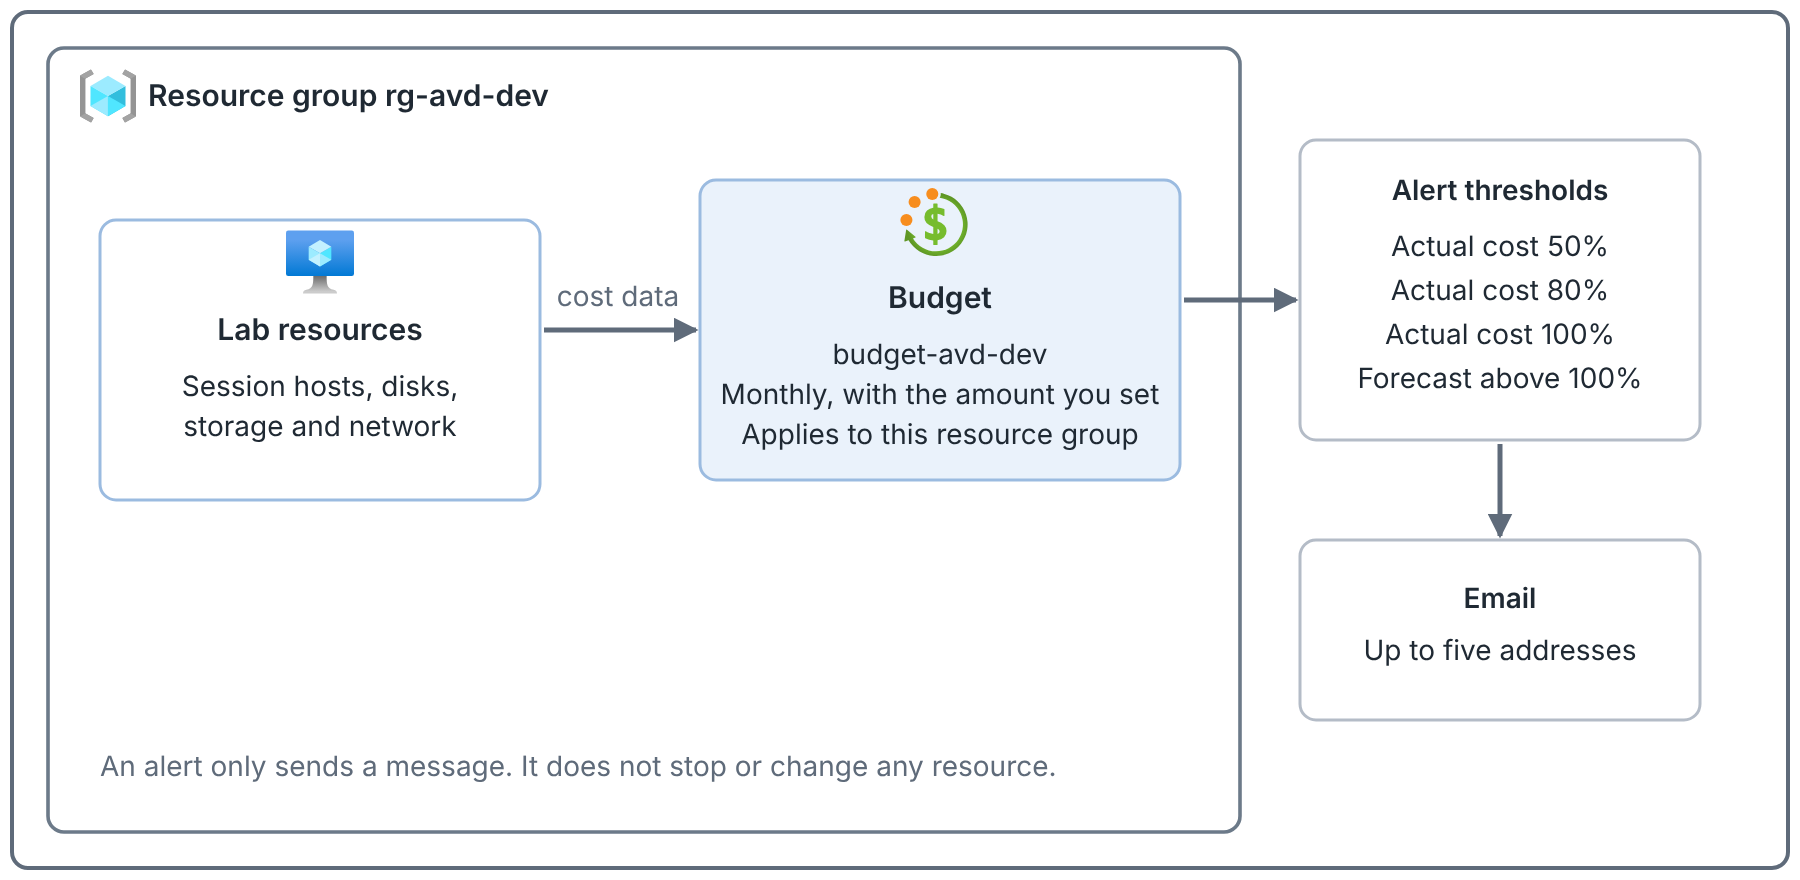 Resource group rg-avd-dev
Lab resources
Session hosts, disks,
storage and network
cost data
$
Budget
budget-avd-dev
Monthly, with the amount you set
Applies to this resource group
Alert thresholds
Actual cost 50%
Actual cost 80%
Actual cost 100%
Forecast above 100%
Email
Up to five addresses
An alert only sends a message. It does not stop or change any resource.